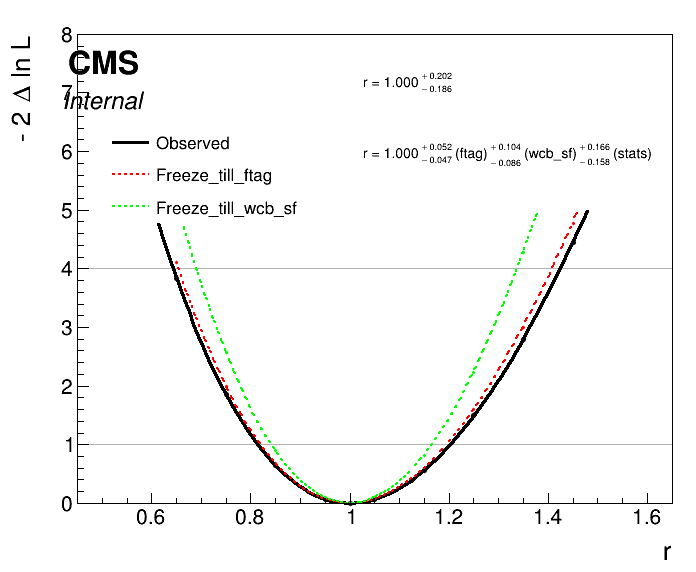 - 2 Δ ln L
8
7
6
5
4
3
2
1
0
CMS
Internal
Observed
Freeze_till_ftag
Freeze_till_wcb_sf
r = 1.000 + 0.202 - 0.186
r = 1.000 + 0.052 - 0.047 (ftag) + 0.104 - 0.086 (wcb_sf) + 0.166 - 0.158 (stats)
0.6 0.8 1 1.2 1.4 1.6
r